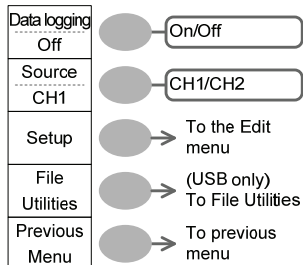 Data logging
Off
On/Off
Source
CH1
CH1/CH2
Setup
To the Edit
menu
File
Utilities
(USB only)
To File Utilities
Previous
Menu
To previous
menu